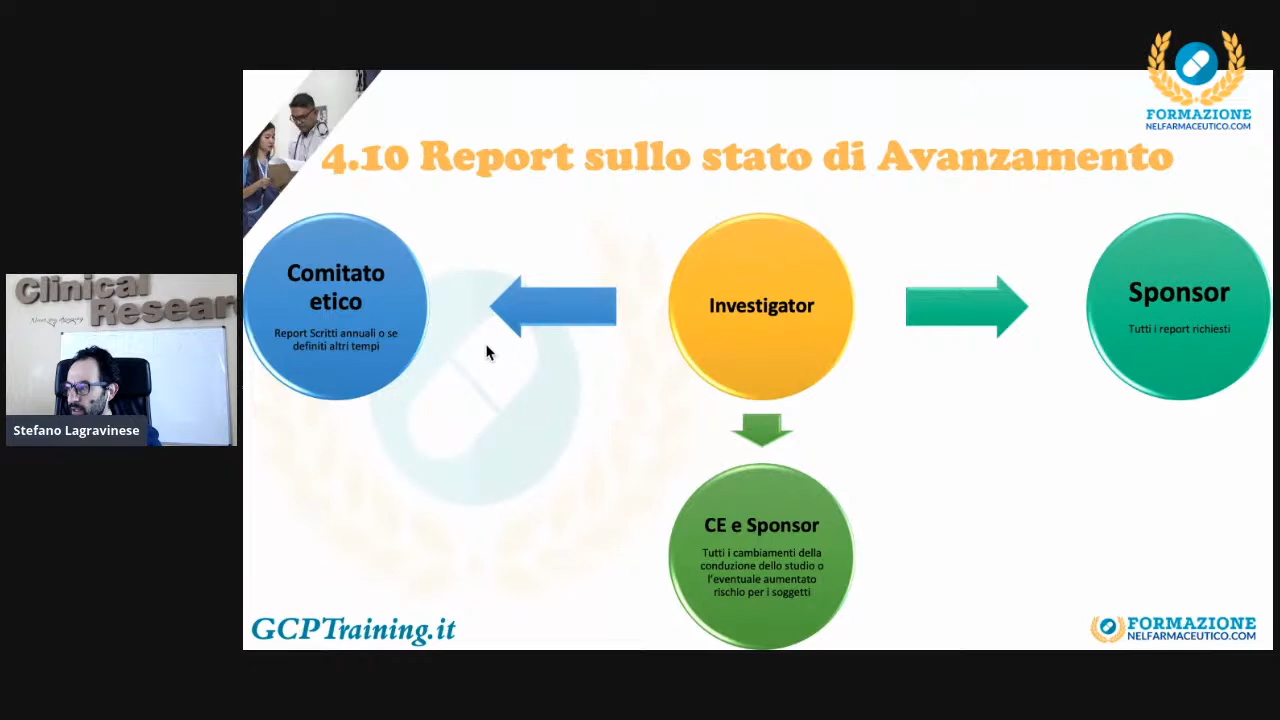 FORMAZIONE
NELFARMACEUTICO.COM
4.10 Report sullo stato di Avanzamento
Comitato
etico
Report Scritti annuali o se
definiti altri tempi
Investigator
Sponsor
Tutti i report richiesti
Clinical
Research
Stefano Lagravinese
CE e Sponsor
Tutti i cambiamenti della
conduzione dello studio o
l'eventuale aumentato
rischio per i soggetti
GCPTraining.it
FORMAZIONE
NELFARMACEUTICO.COM